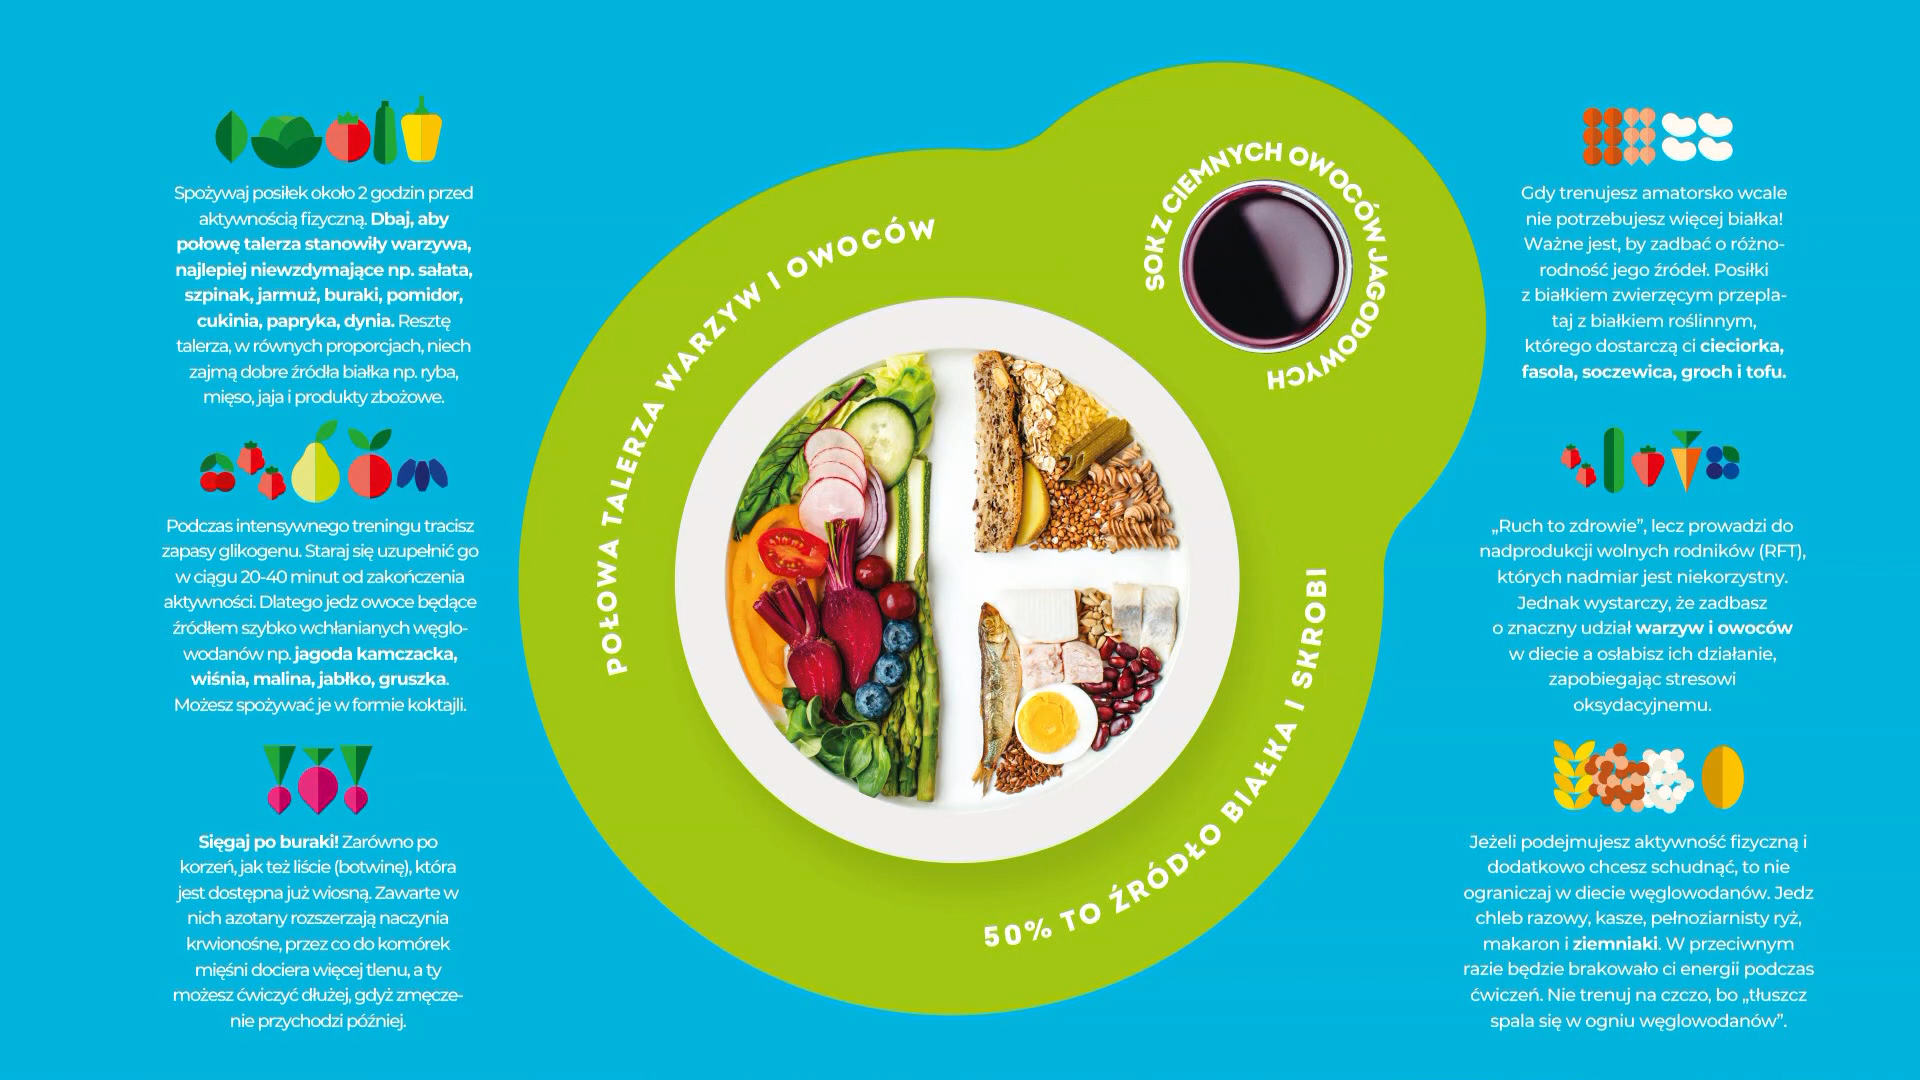 Spożywaj posiłek około 2 godzin przed
aktywnością fizyczną. Dbaj, aby
połowę talerza stanowiły warzywa,
najlepiej niewzdymające np. sałata,
szpinak, jarmuż, buraki, pomidor,
cukinia, papryka, dynia. Resztę
talerza, w równych proporcjach, niech
zajmą dobre źródła białka np. ryba,
mięso, jaja i produkty zbożowe.
Podczas intensywnego treningu tracisz
zapasy glikogenu. Staraj się uzupełnić go
w ciągu 20-40 minut od zakończenia
aktywności. Dlatego jedz owoce będące
źródłem szybko wchłanianych węglo-
wodanów np. jagoda kamczacka,
wiśnia, malina, jabłko, gruszka.
Możesz spożywać je w formie koktajli.
Sięgaj po buraki! Zarówno po
korzeń, jak też liście (botwinę), która
jest dostępna już wiosną. Zawarte w
nich azotany rozszerzają naczynia
krwionośne, przez co do komórek
mięśni dociera więcej tlenu, a ty
możesz ćwiczyć dłużej, gdyż zmęcze-
nie przychodzi później.
POŁOWA TALERZA WARZYW I OWOCÓW
SOK Z CIEMNYCH OWOCÓW JAGODOWYCH
50% TO ŹRÓDŁO BIAŁKA I SKROBI
Gdy trenujesz amatorsko wcale
nie potrzebujesz więcej białka!
Ważne jest, by zadbać o różno-
rodność jego źródeł. Posiłki
z białkiem zwierzęcym przepla-
taj z białkiem roślinnym,
którego dostarczą ci cieciorka,
fasola, soczewica, groch i tofu.
„Ruch to zdrowie”, lecz prowadzi do
nadprodukcji wolnych rodników (RFT),
których nadmiar jest niekorzystny.
Jednak wystarczy, że zadbasz
o znaczny udział warzyw i owoców
w diecie a osłabisz ich działanie,
zapobiegając stresowi
oksydacyjnemu.
Jeżeli podejmujesz aktywność fizyczną i
dodatkowo chcesz schudnąć, to nie
ograniczaj w diecie węglowodanów. Jedz
chleb razowy, kasze, pełnoziarnisty ryż,
makaron i ziemniaki. W przeciwnym
razie będzie brakowało ci energii podczas
ćwiczeń. Nie trenuj na czczo, bo „tłuszcz
spala się w ogniu węglowodanów”.